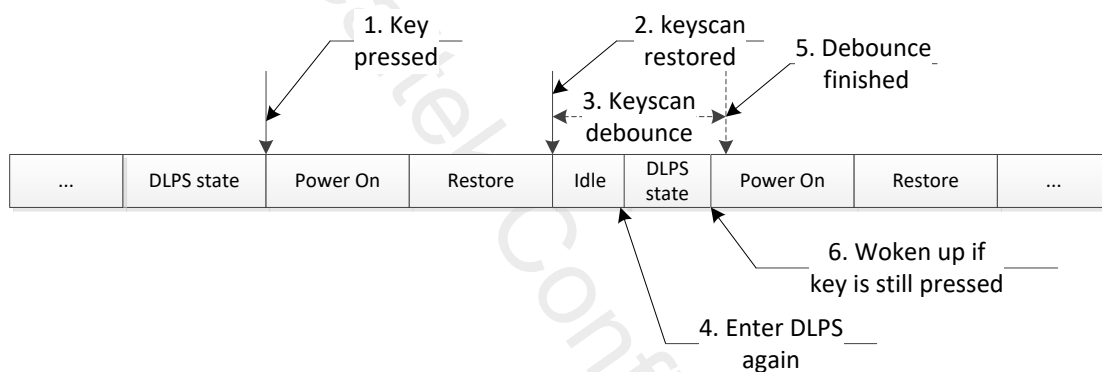 1. Key
pressed
2. keyscan
restored
5. Debounce
finished
3. Keyscan
debounce
...
DLPS state
Power On
Restore
Idle
DLPS
state
Power On
Restore
...
6. Woken up if
key is still pressed
4. Enter DLPS
again